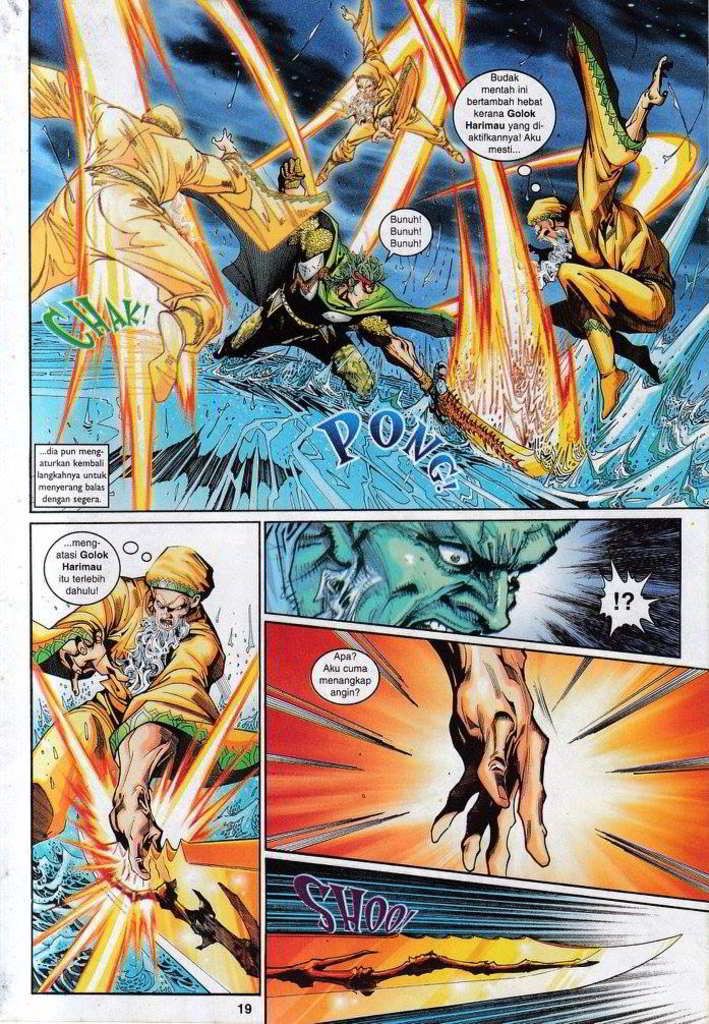 Budak
mentah ini
bertambah hebat
kerana Golok
Harimau yang di-
aktifkannya! Aku
mesti...
Bunuh!
Bunuh!
Bunuh!
CHAK!
PONG!
...dia pun meng-
aturkan kembali
langkahnya untuk
menyerang balas
dengan segera.
...meng-
atasi Golok
Harimau
itu terlebih
dahulu!
!?
Apa?
Aku cuma
menangkap
angin?
SHOO!
19